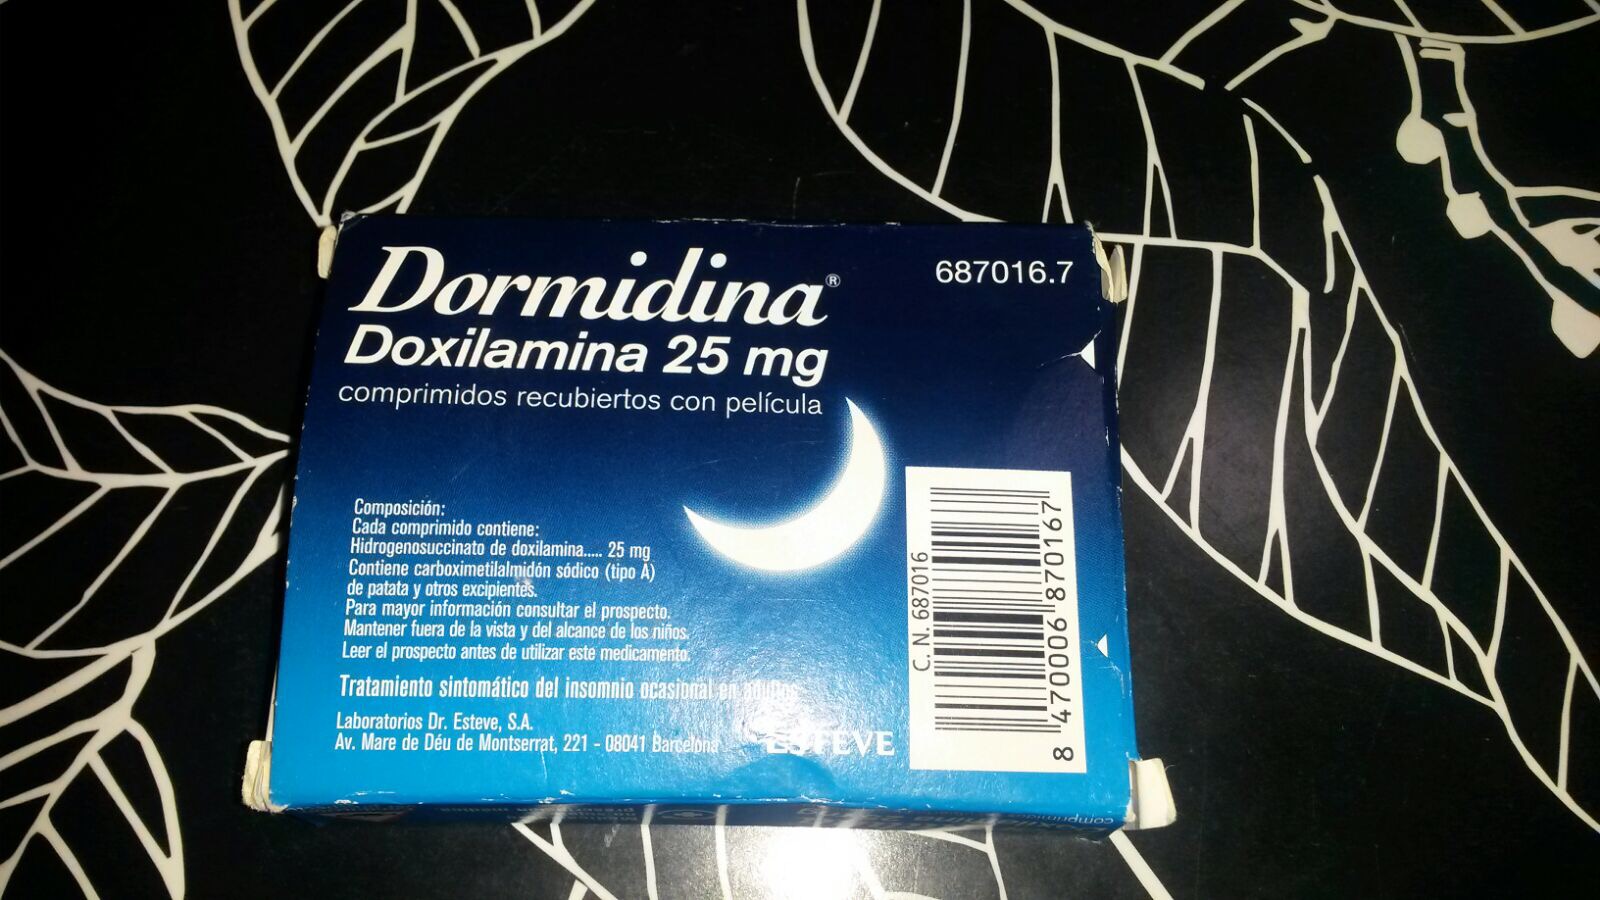 Dormidina®
687016.7
Doxilamina 25 mg
comprimidos recubiertos con película
Composición:
Cada comprimido contiene:
Hidrogenosuccinato de doxilamina..... 25 mg
Contiene carboximetilalmidón sódico (tipo A)
de patata y otros excipientes.
Para mayor información consultar el prospecto.
Mantener fuera de la vista y del alcance de los niños.
Leer el prospecto antes de utilizar este medicamento.
Tratamiento sintomático del insomnio ocasional en adultos
Laboratorios Dr. Esteve, S.A.
Av. Mare de Déu de Montserrat, 221 - 08041 Barcelona
ESTEVE
C. N. 687016
8 470006 870167